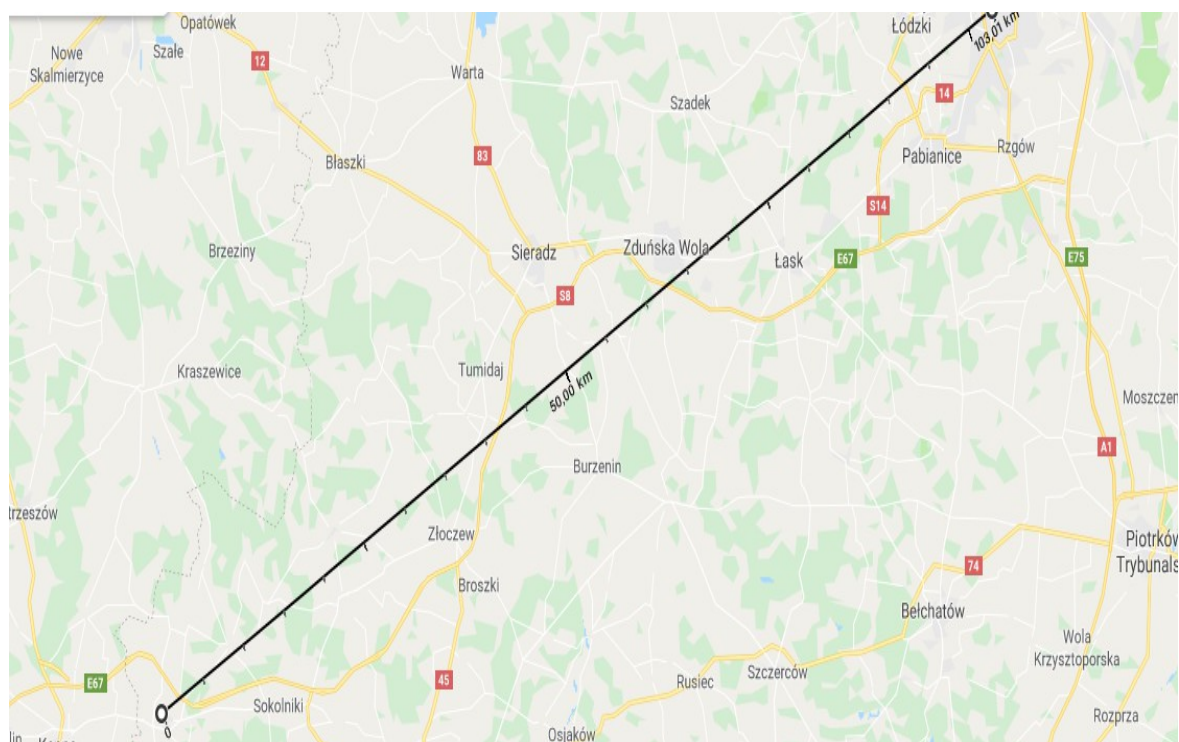 Opatówek
Łódzki
103,01 km
Nowe
Skalmierzyce
Szałe
12
Warta
14
Szadek
83
Błaszki
Pabianice
Rzgów
S14
Brzeziny
Sieradz
Zduńska Wola
Łask
E67
E75
S8
Kraszewice
Tumidaj
50,00 km
Moszczen
A1
Burzenin
trzeszów
Złoczew
Piotrków
Trybunals
74
Broszki
Bełchatów
Wola
Krzysztoporska
E67
45
Rusiec
Szczerców
Sokolniki
0
Rozprza
Osjaków